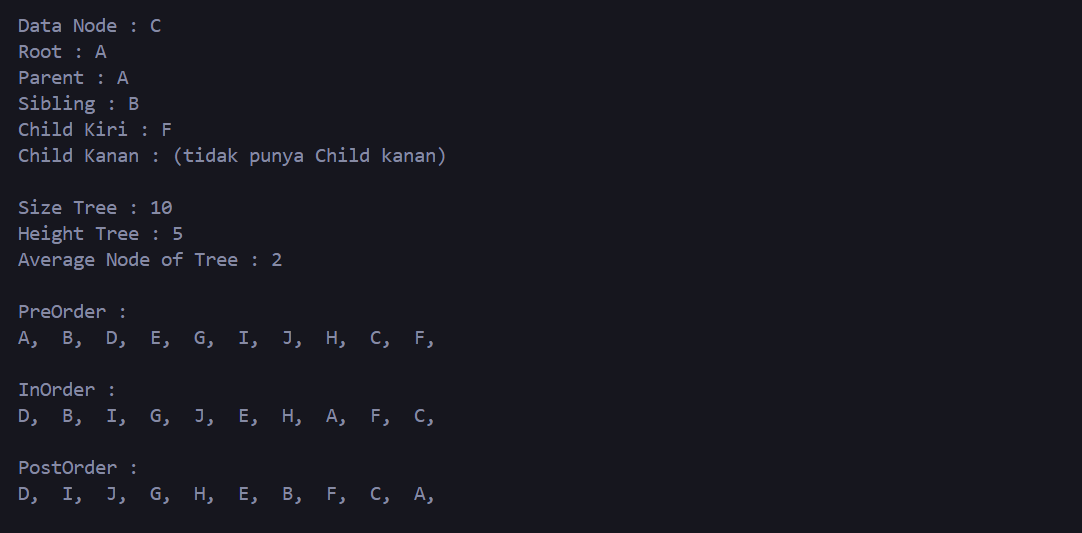 Data Node : C
Root : A
Parent : A
Sibling : B
Child Kiri : F
Child Kanan : (tidak punya Child kanan)
Size Tree : 10
Height Tree : 5
Average Node of Tree : 2
PreOrder :
A,  B,  D,  E,  G,  I,  J,  H,  C,  F,
InOrder :
D,  B,  I,  G,  J,  E,  H,  A,  F,  C,
PostOrder :
D,  I,  J,  G,  H,  E,  B,  F,  C,  A,